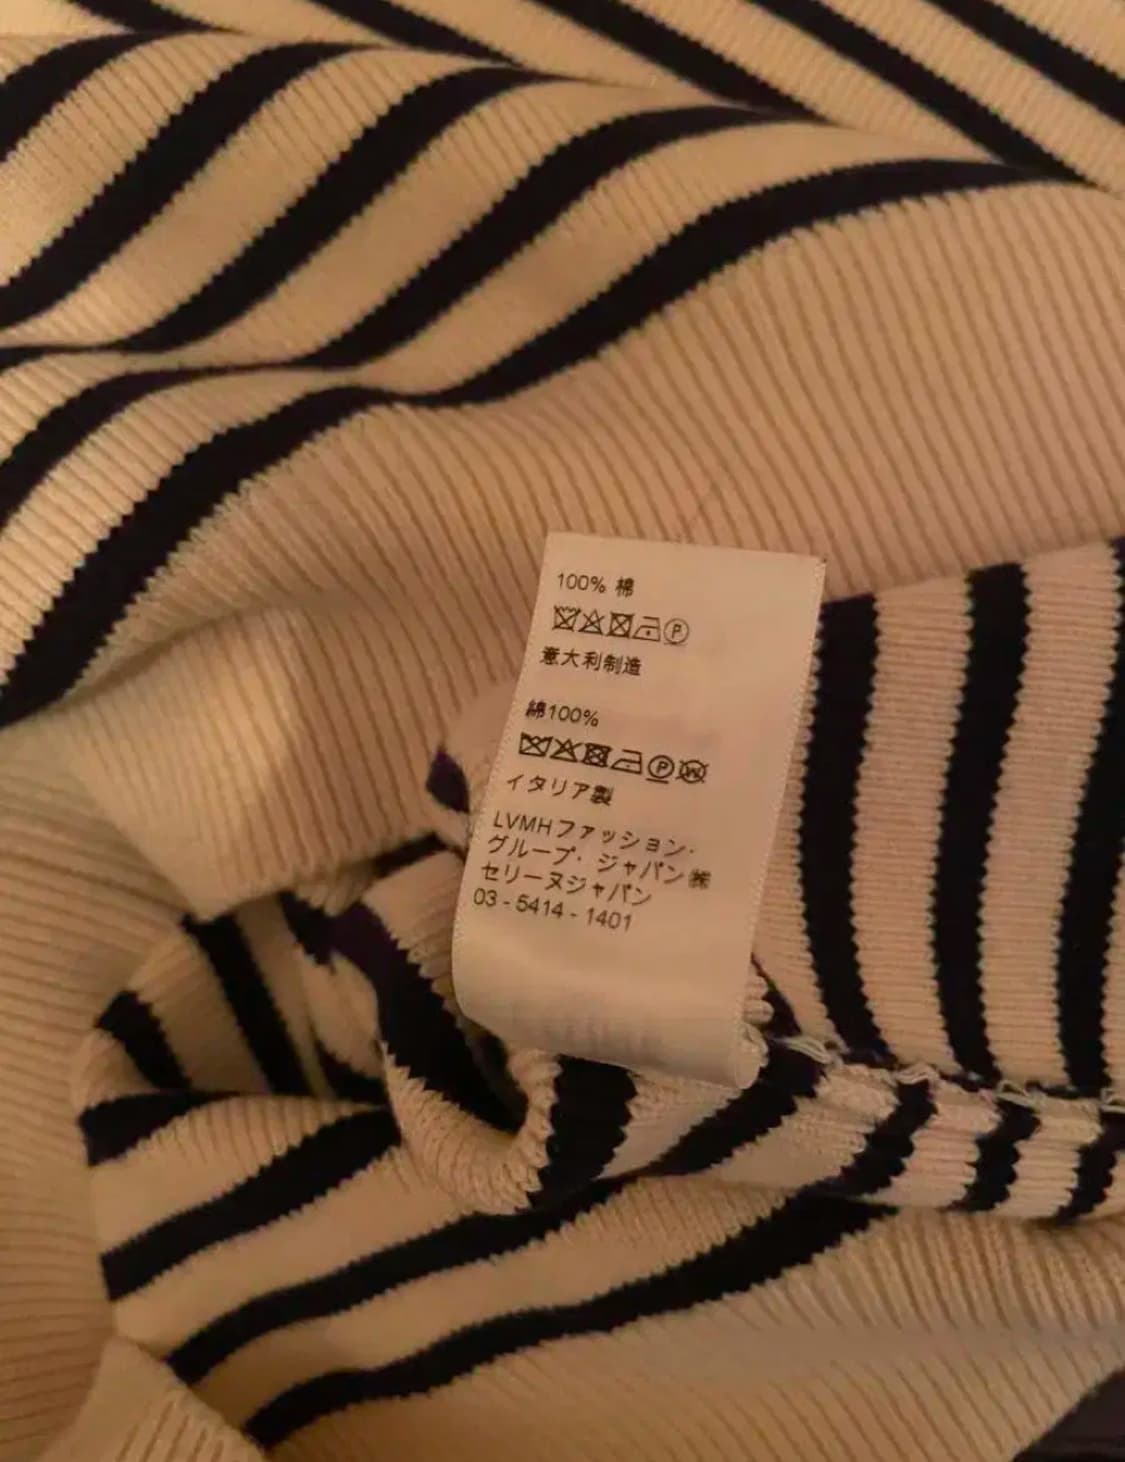 100% 棉
意大利制造
綿100%
イタリア製
LVMHファッション・
グループ・ジャパン㈱
セリーヌジャパン
03-5414-1401